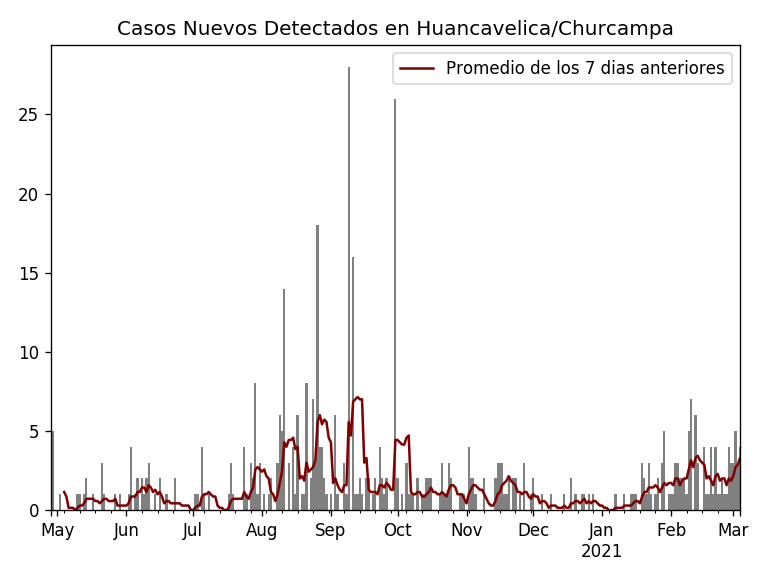 Casos Nuevos Detectados en Huancavelica/Churcampa
Promedio de los 7 dias anteriores
25
20
15
10
5
0
May Jun Jul Aug Sep Oct Nov Dec Jan Feb Mar
2021